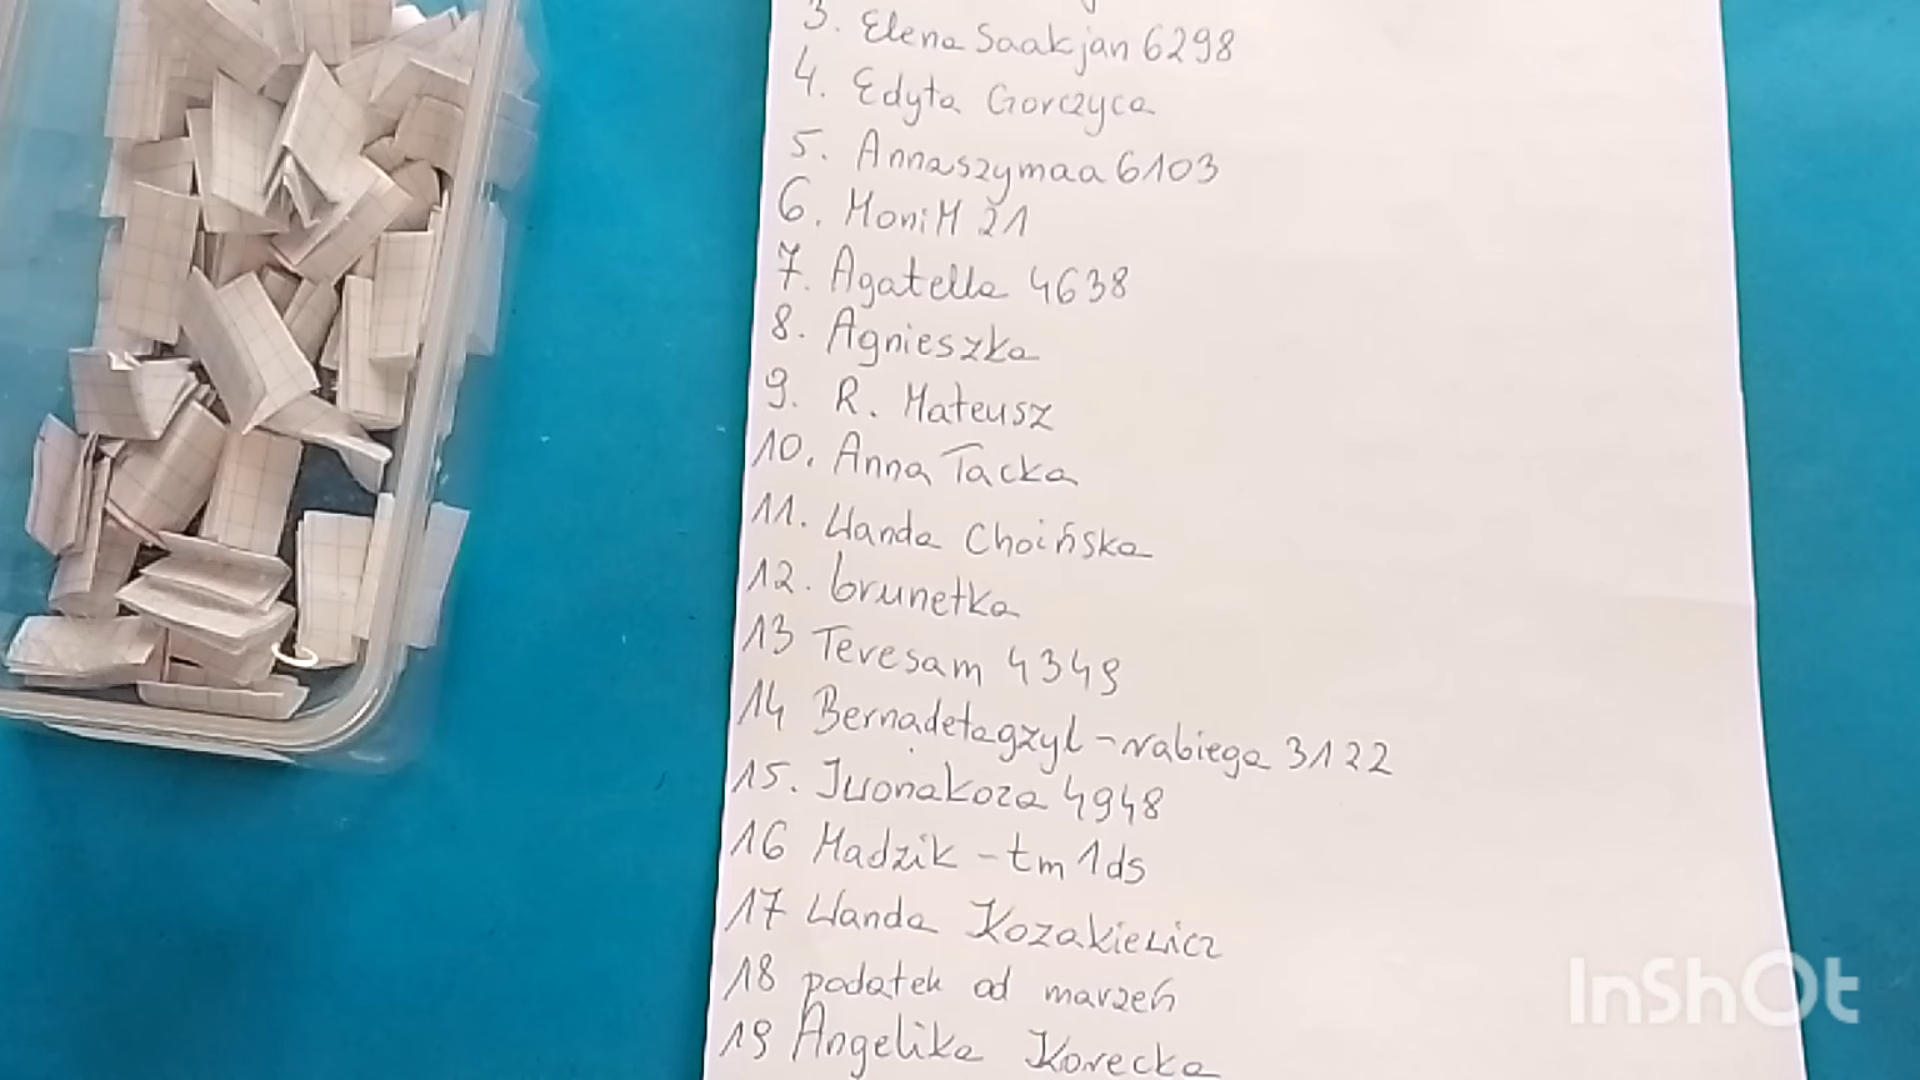 3. Elena Saakjan 6298
4. Edyta Gorczyca
5. Annaszymaa 6103
6. MoniM 21
7. Agatella 4638
8. Agnieszka
9. R. Mateusz
10. Anna Tacka
11. Wanda Choińska
12. brunetka
13 Teresam 4349
14 Bernadetagzyl-nabiega 3122
15. Iwonakoza 4948
16 Madzik-tm1ds
17 Wanda Kozakiewicz
18 podatek od marzeń
19 Angelika Korecka
InShOt